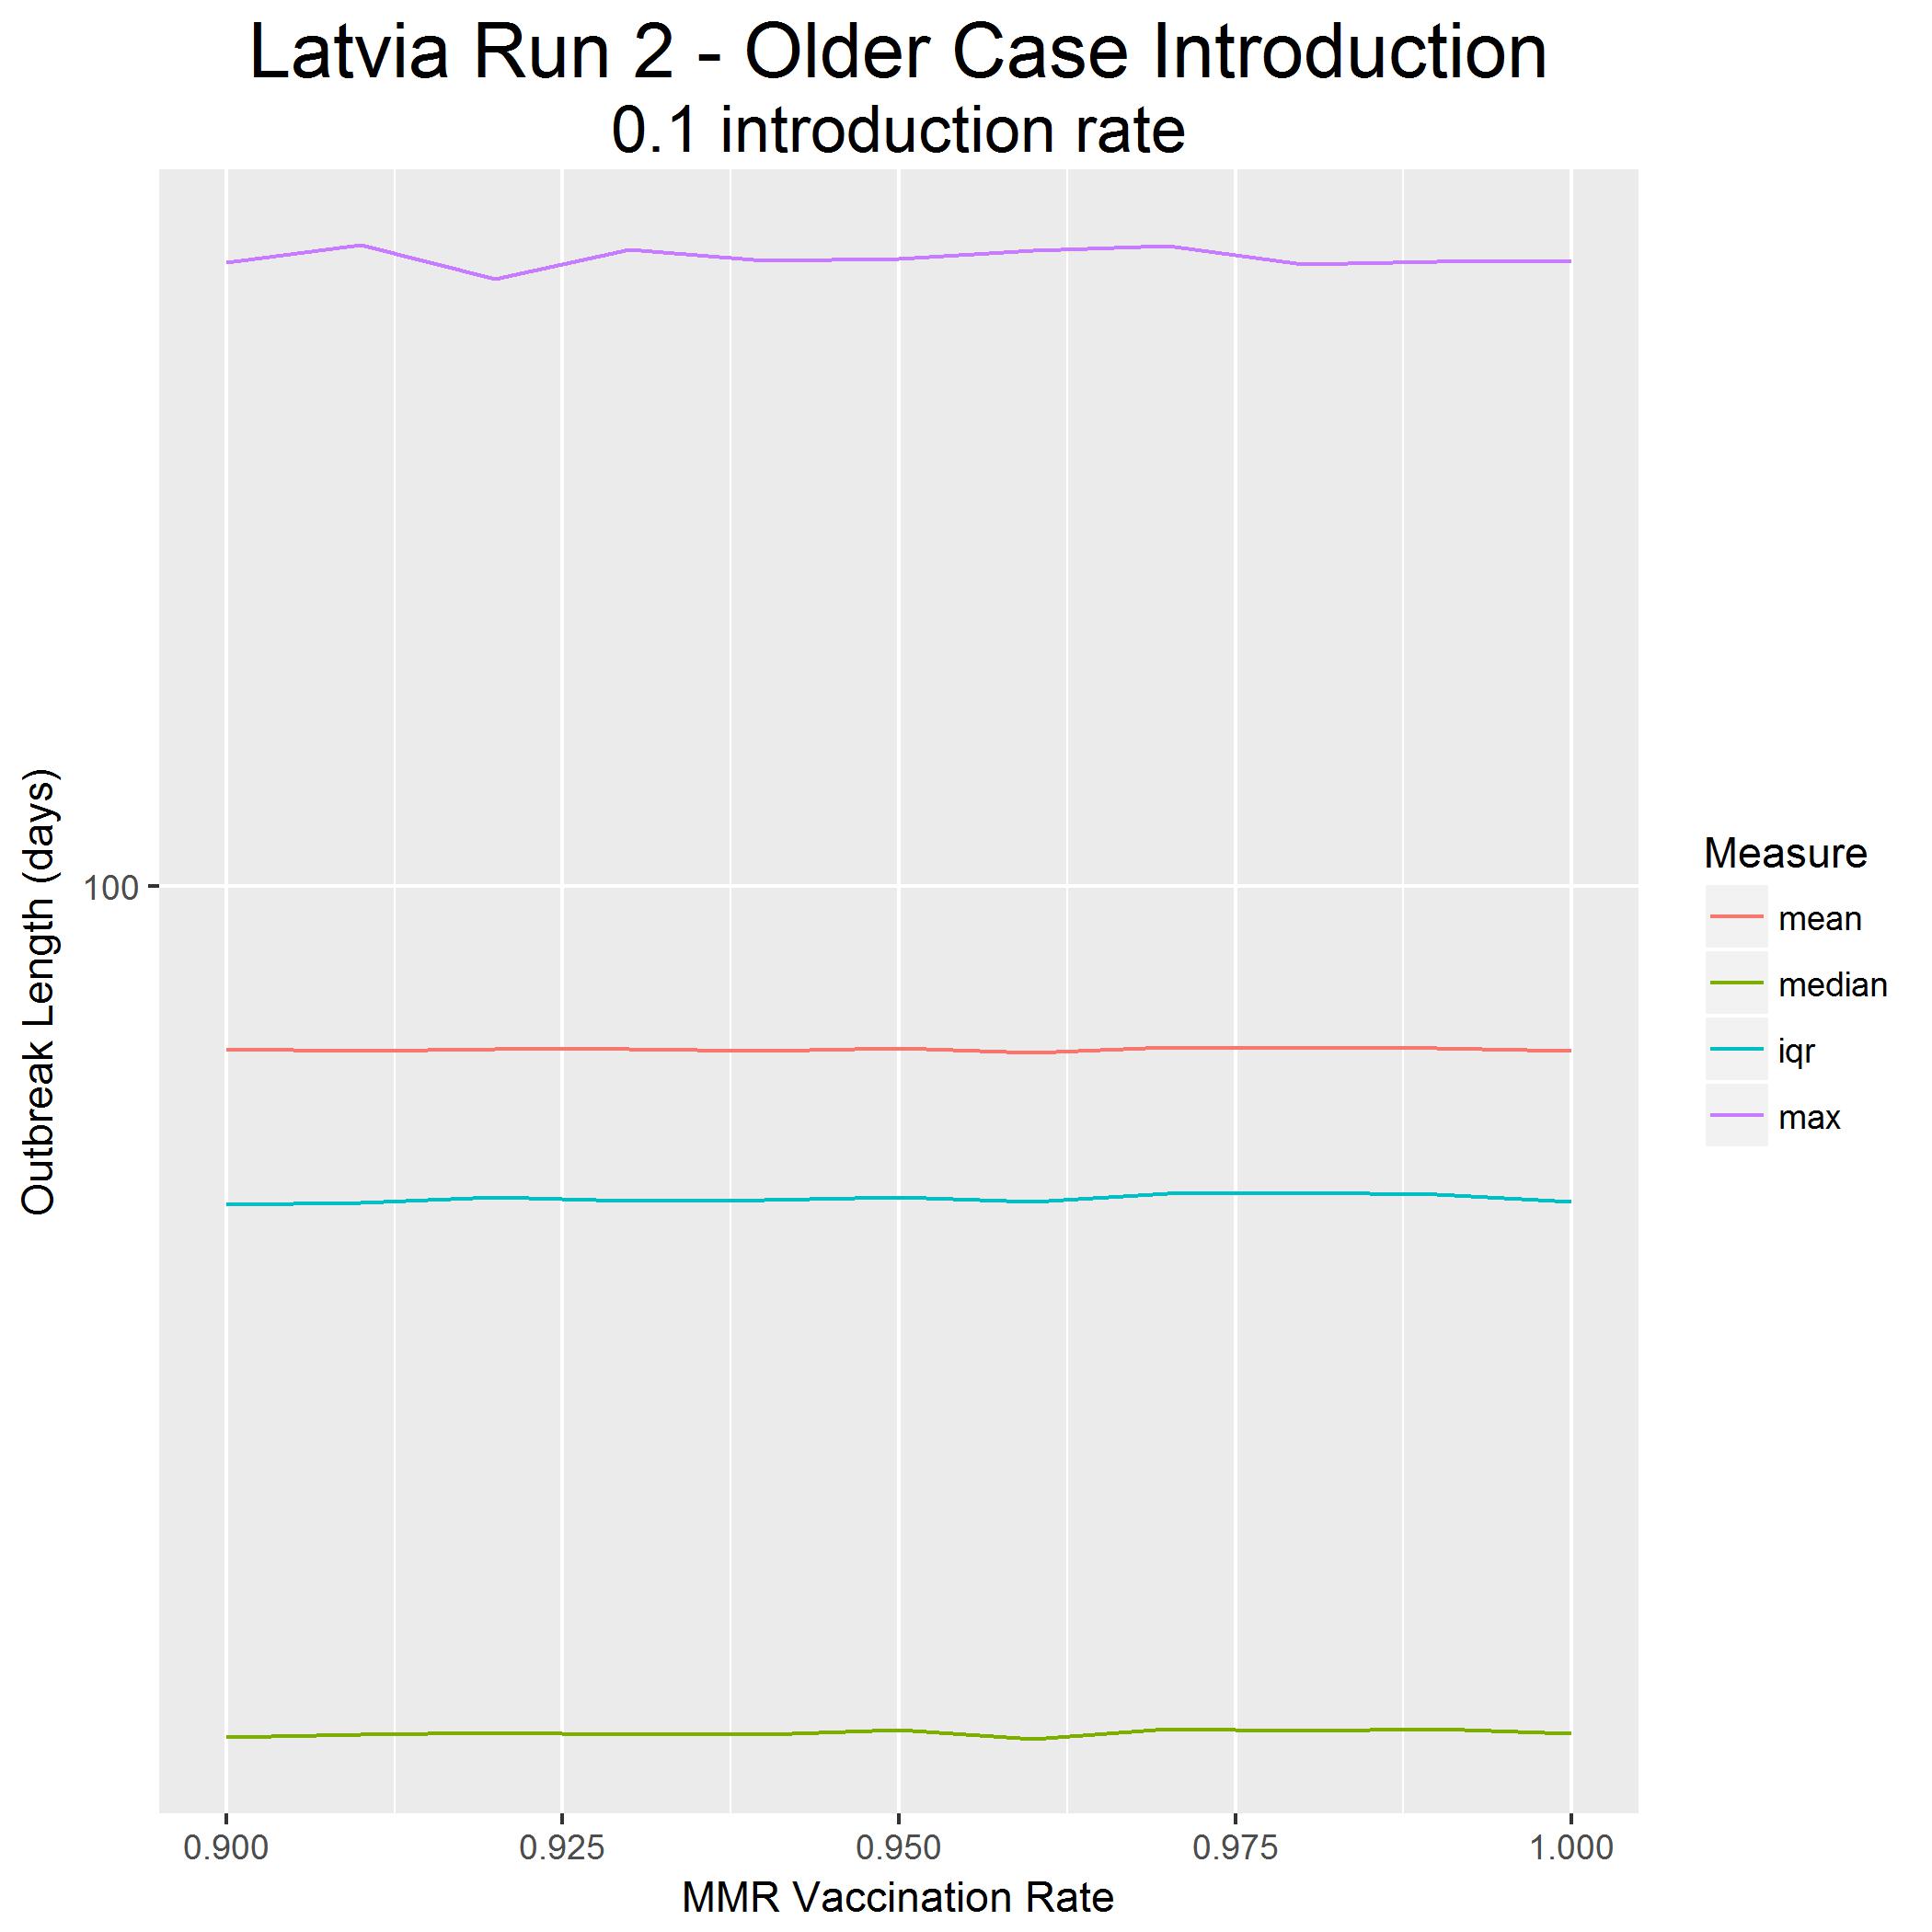 Latvia Run 2 - Older Case Introduction
0.1 introduction rate
Outbreak Length (days)
100
0.900 0.925 0.950 0.975 1.000
MMR Vaccination Rate
Measure
mean
median
iqr
max